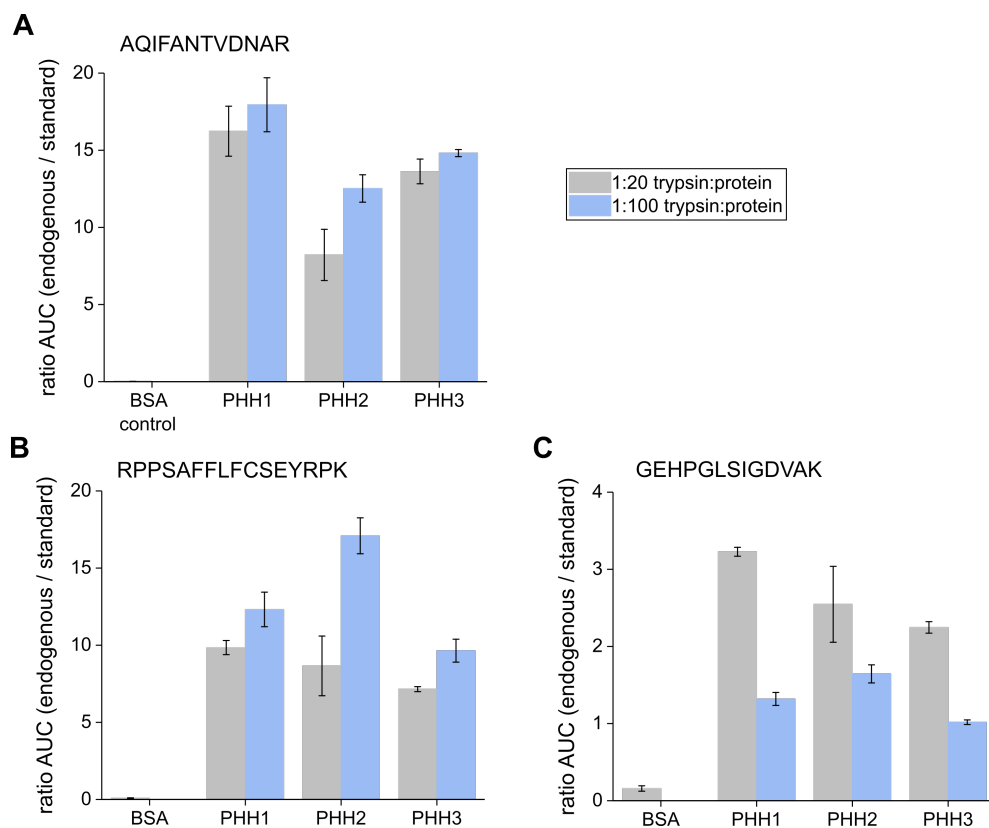 A
AQIFANTVDNAR
ratio AUC (endogenous / standard)
20
15
10
5
0
BSA
control
PHH1
PHH2
PHH3
1:20 trypsin:protein
1:100 trypsin:protein
B
RPPSAFFLFCSEYRPK
ratio AUC (endogenous / standard)
20
15
10
5
0
BSA
PHH1
PHH2
PHH3
C
GEHPGLSIGDVAK
ratio AUC (endogenous / standard)
4
3
2
1
0
BSA
PHH1
PHH2
PHH3